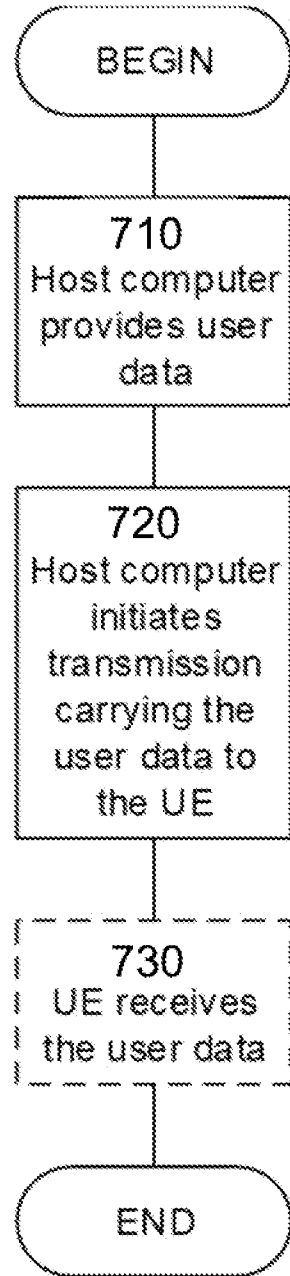 BEGIN
710
Host computer
provides user
data
720
Host computer
initiates
transmission
carrying the
user data to
the UE
730
UE receives
the user data
END